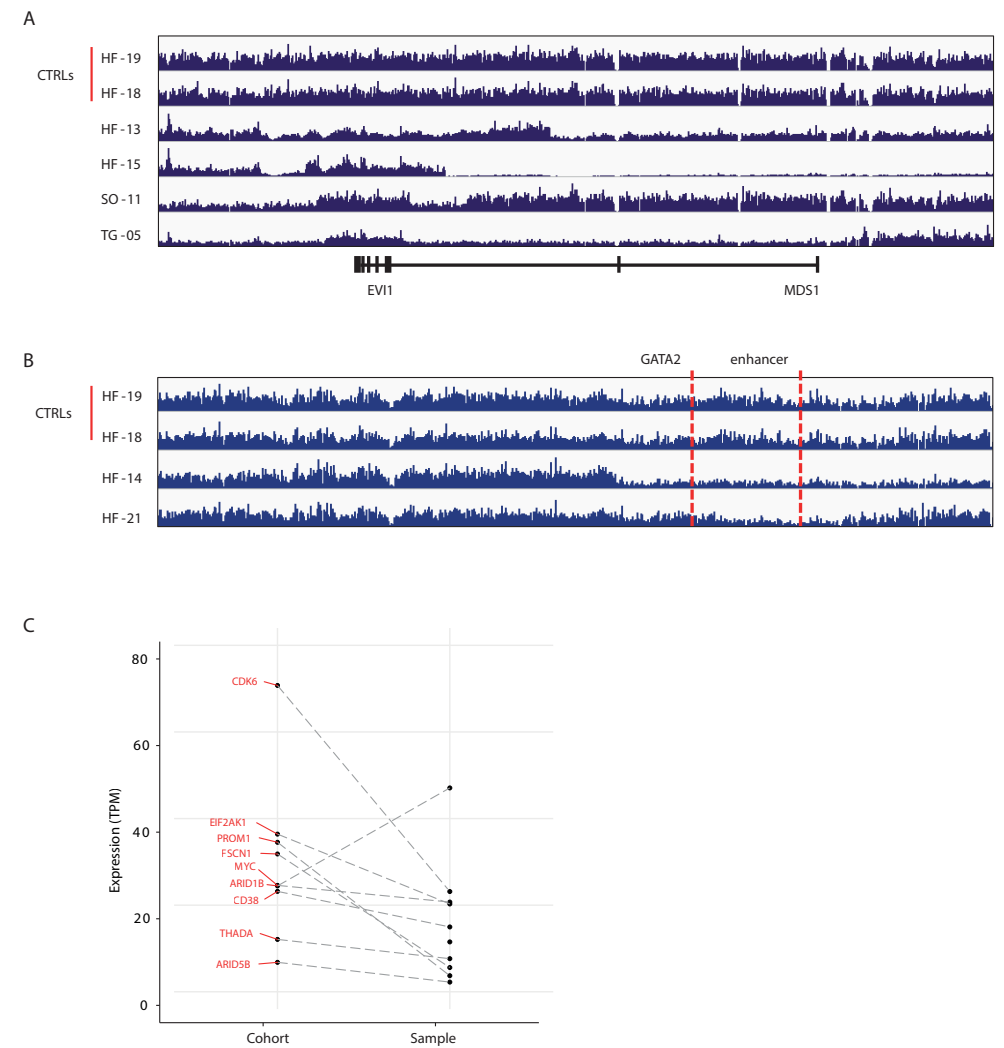 A
CTRLs
HF-19
HF-18
HF-13
HF-15
SO-11
TG-05
EVI1
MDS1
B
GATA2
enhancer
CTRLs
HF-19
HF-18
HF-14
HF-21
C
Expression (TPM)
80
60
40
20
0
CDK6
EIF2AK1
PROM1
FSCN1
MYC
ARID1B
CD38
THADA
ARID5B
Cohort
Sample